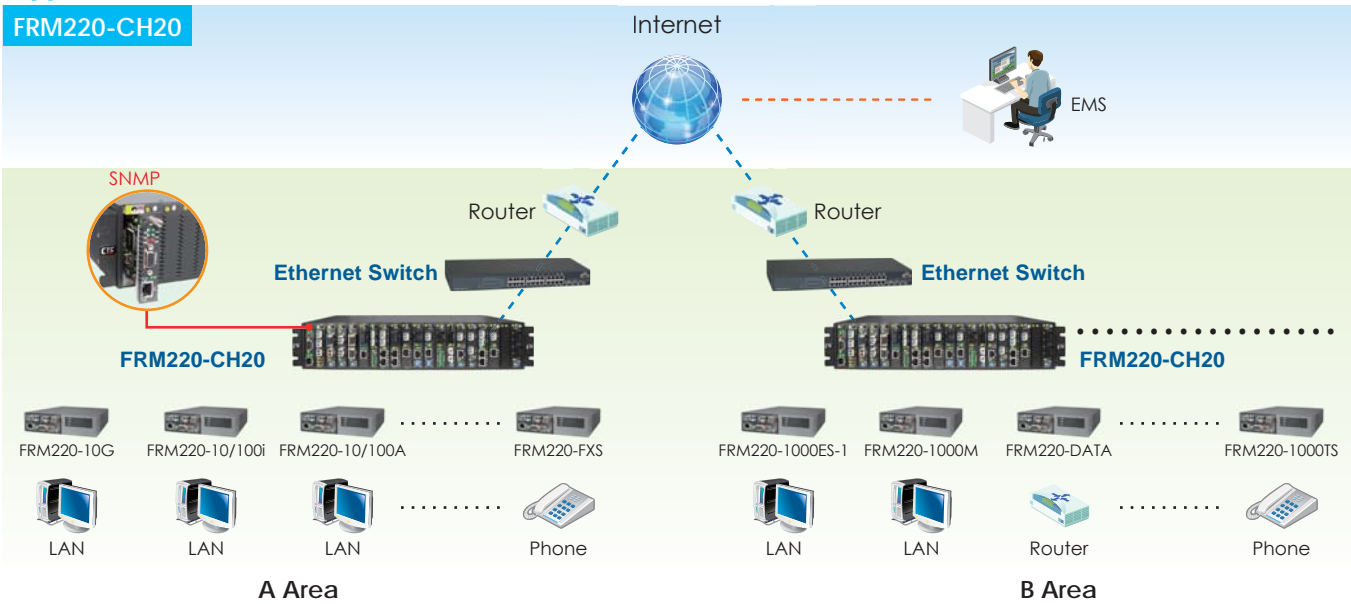 FRM220-CH20
Internet
EMS
SNMP
Router
Router
Ethernet Switch
Ethernet Switch
FRM220-CH20
FRM220-CH20
FRM220-10G
FRM220-10/100i
FRM220-10/100A
FRM220-FXS
FRM220-1000ES-1
FRM220-1000M
FRM220-DATA
FRM220-1000TS
LAN
LAN
LAN
Phone
LAN
LAN
Router
Phone
A Area
B Area